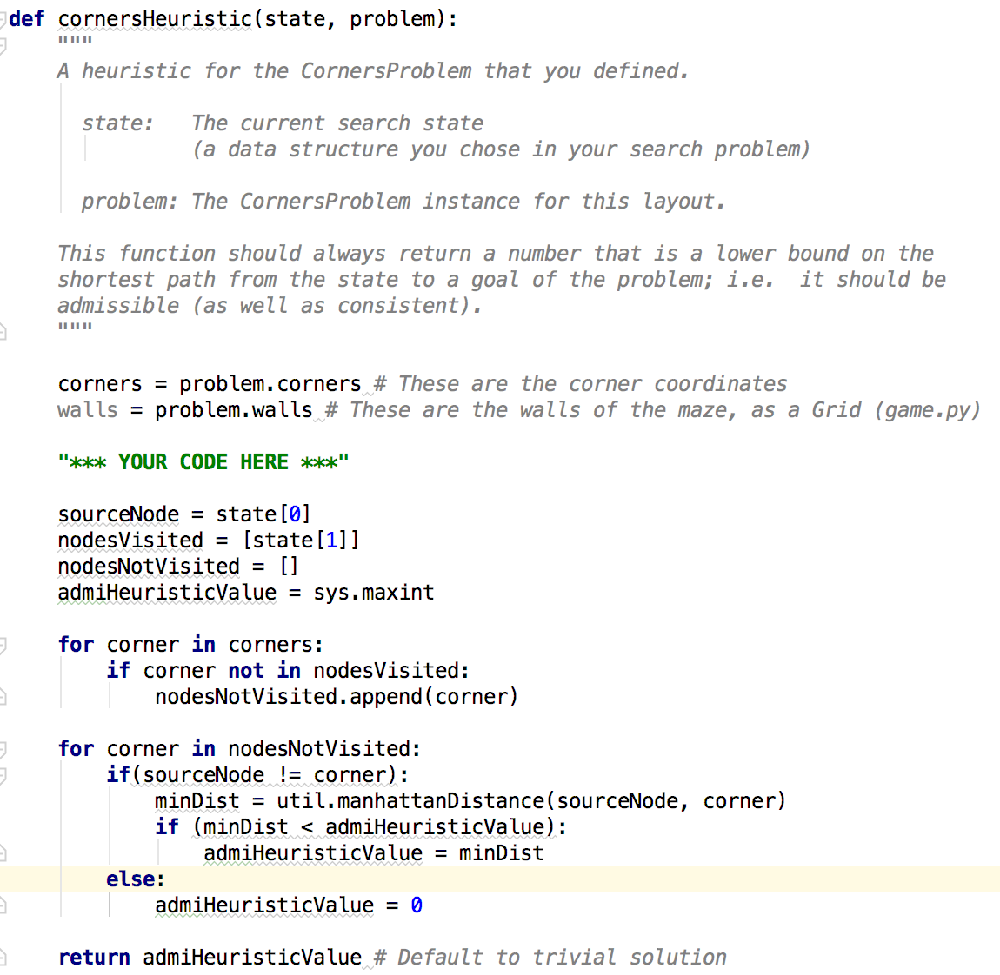 def cornersHeuristic(state, problem):
    """
    A heuristic for the CornersProblem that you defined.

      state:   The current search state
               (a data structure you chose in your search problem)

      problem: The CornersProblem instance for this layout.

    This function should always return a number that is a lower bound on the
    shortest path from the state to a goal of the problem; i.e.  it should be
    admissible (as well as consistent).
    """

    corners = problem.corners # These are the corner coordinates
    walls = problem.walls # These are the walls of the maze, as a Grid (game.py)

    "*** YOUR CODE HERE ***"

    sourceNode = state[0]
    nodesVisited = [state[1]]
    nodesNotVisited = []
    admiHeuristicValue = sys.maxint

    for corner in corners:
        if corner not in nodesVisited:
            nodesNotVisited.append(corner)

    for corner in nodesNotVisited:
        if(sourceNode != corner):
            minDist = util.manhattanDistance(sourceNode, corner)
            if (minDist < admiHeuristicValue):
                admiHeuristicValue = minDist
        else:
            admiHeuristicValue = 0

    return admiHeuristicValue # Default to trivial solution